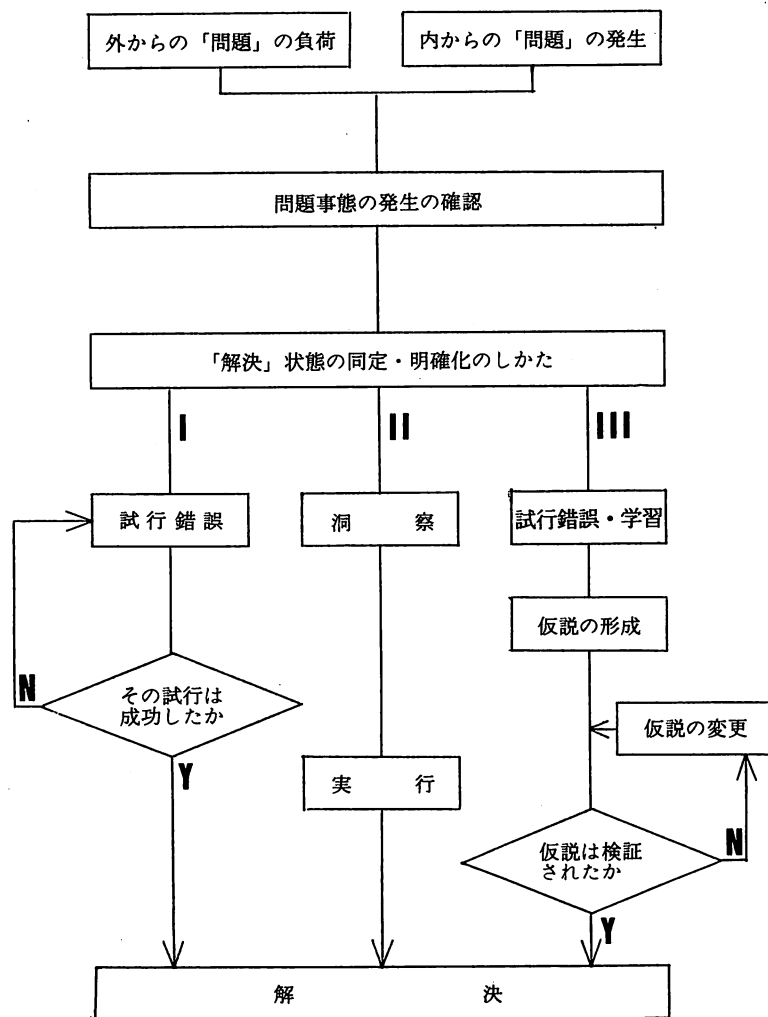 外からの「問題」の負荷
内からの「問題」の発生
問題事態の発生の確認
「解決」状態の同定・明確化のしかた
I
II
III
試行錯誤
洞察
試行錯誤・学習
仮説の形成
N
その試行は
成功したか
仮説の変更
Y
実行
仮説は検証
されたか
N
Y
解決